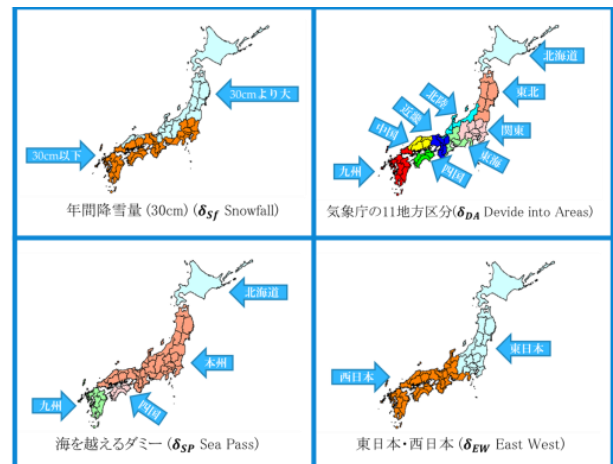 30cmより大
30cm以下
年間降雪量 (30cm) (δSf Snowfall)
北海道
東北
北陸
近畿
中国
関東
東海
四国
九州
気象庁の11地方区分(δDA Devide into Areas)
北海道
本州
九州
四国
海を越えるダミー (δSP Sea Pass)
東日本
西日本
東日本・西日本 (δEW East West)